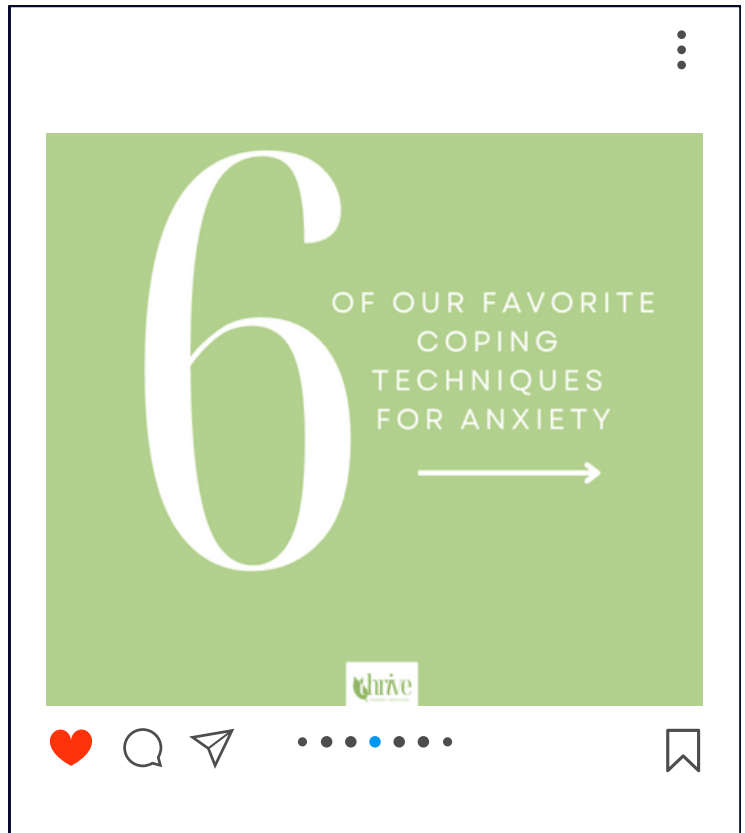 6
OF OUR FAVORITE
COPING
TECHNIQUES
FOR ANXIETY
thrive